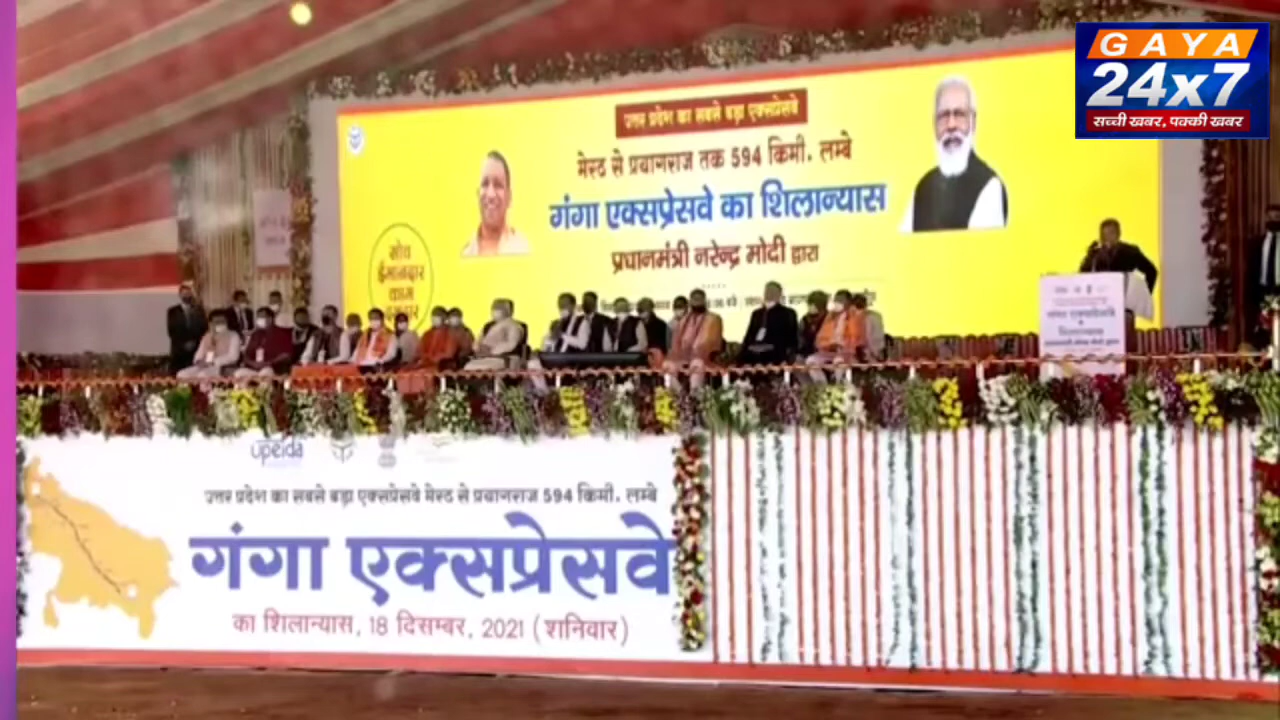 GAYA
24x7
सच्ची खबर, पक्की खबर
उत्तर प्रदेश का सबसे बड़ा एक्सप्रेसवे
मेरठ से प्रयागराज तक 594 किमी. लम्बे
गंगा एक्सप्रेसवे का शिलान्यास
प्रधानमंत्री नरेन्द्र मोदी द्वारा
सोच
ईमानदार
काम
upeida
उत्तर प्रदेश का सबसे बड़ा एक्सप्रेसवे मेरठ से प्रयागराज 594 किमी. लम्बे
गंगा एक्सप्रेसवे
का शिलान्यास, 18 दिसम्बर, 2021 (शनिवार)